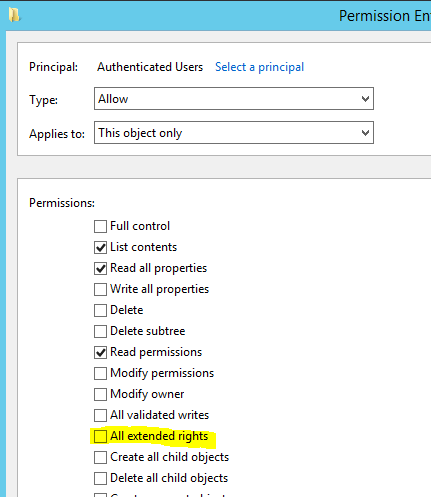 Permission En
Principal: Authenticated Users Select a principal
Type: Allow
Applies to: This object only
Permissions:
Full control
List contents
Read all properties
Write all properties
Delete
Delete subtree
Read permissions
Modify permissions
Modify owner
All validated writes
All extended rights
Create all child objects
Delete all child objects